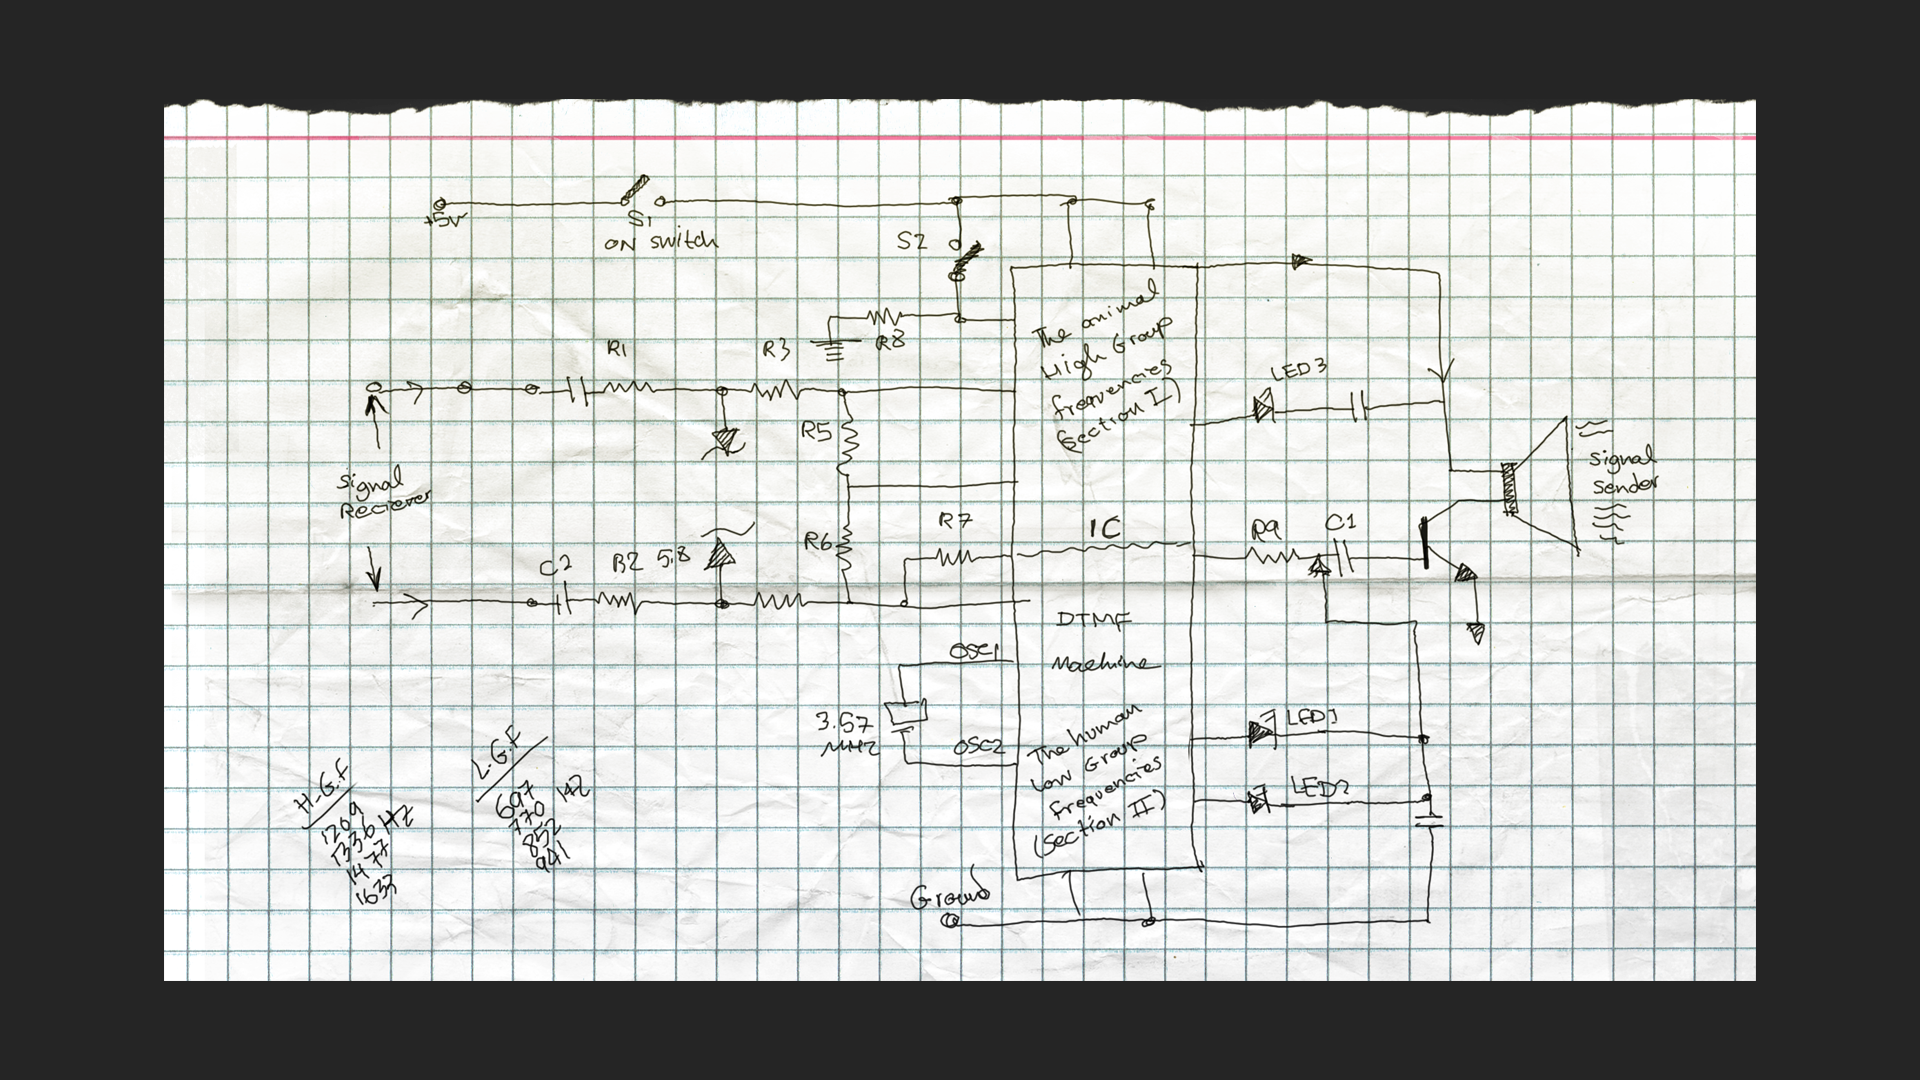 +5v
S1
ON switch
S2
R8
R1
R3
R5
R6
R7
signal
Reciever
C2
R2 5,8
The animal
High Group
frequencies
(section I)
IC
DTMF
Machine
OSC1
OSC2
3.57
MHZ
The human
Low Group
frequencies
(section II)
LED3
signal
sender
R9
C1
LED1
LED2
Ground
H.G.f
1209
1336 HZ
1477
1633
L.G.F
697
770 HZ
852
941